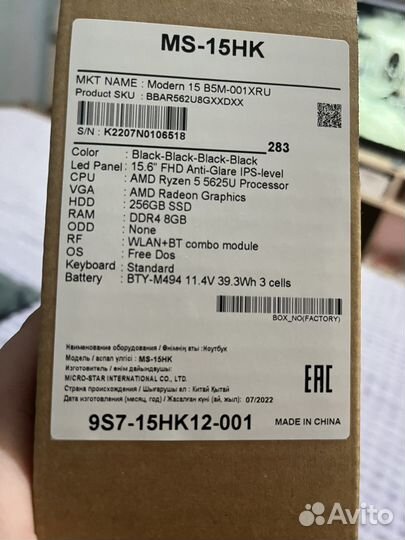 MS-15HK
MKT NAME : Modern 15 B5M-001XRU
Product SKU : BBAR562U8GXXDXX
S/N : K2207N0106518
283
Color : Black-Black-Black-Black
Led Panel : 15.6" FHD Anti-Glare IPS-level
CPU : AMD Ryzen 5 5625U Processor
VGA : AMD Radeon Graphics
HDD : 256GB SSD
RAM : DDR4 8GB
ODD : None
RF : WLAN+BT combo module
OS : Free Dos
Keyboard : Standard
Battery : BTY-M494 11.4V 39.3Wh 3 cells
BOX_NO(FACTORY)
Наименование оборудования / Өнімнің аты : Ноутбук
Модель / аспап үлгісі : MS-15HK
Изготовитель / өнім дайындаушы:
MICRO-STAR INTERNATIONAL CO., LTD.
Страна происхождения / Шығарушы ел : Китай Қытай
Дата изготовления (месяц, год) / Жасалған күні (ай, жыл): 07/2022
EAC
9S7-15HK12-001
MADE IN CHINA
Avito